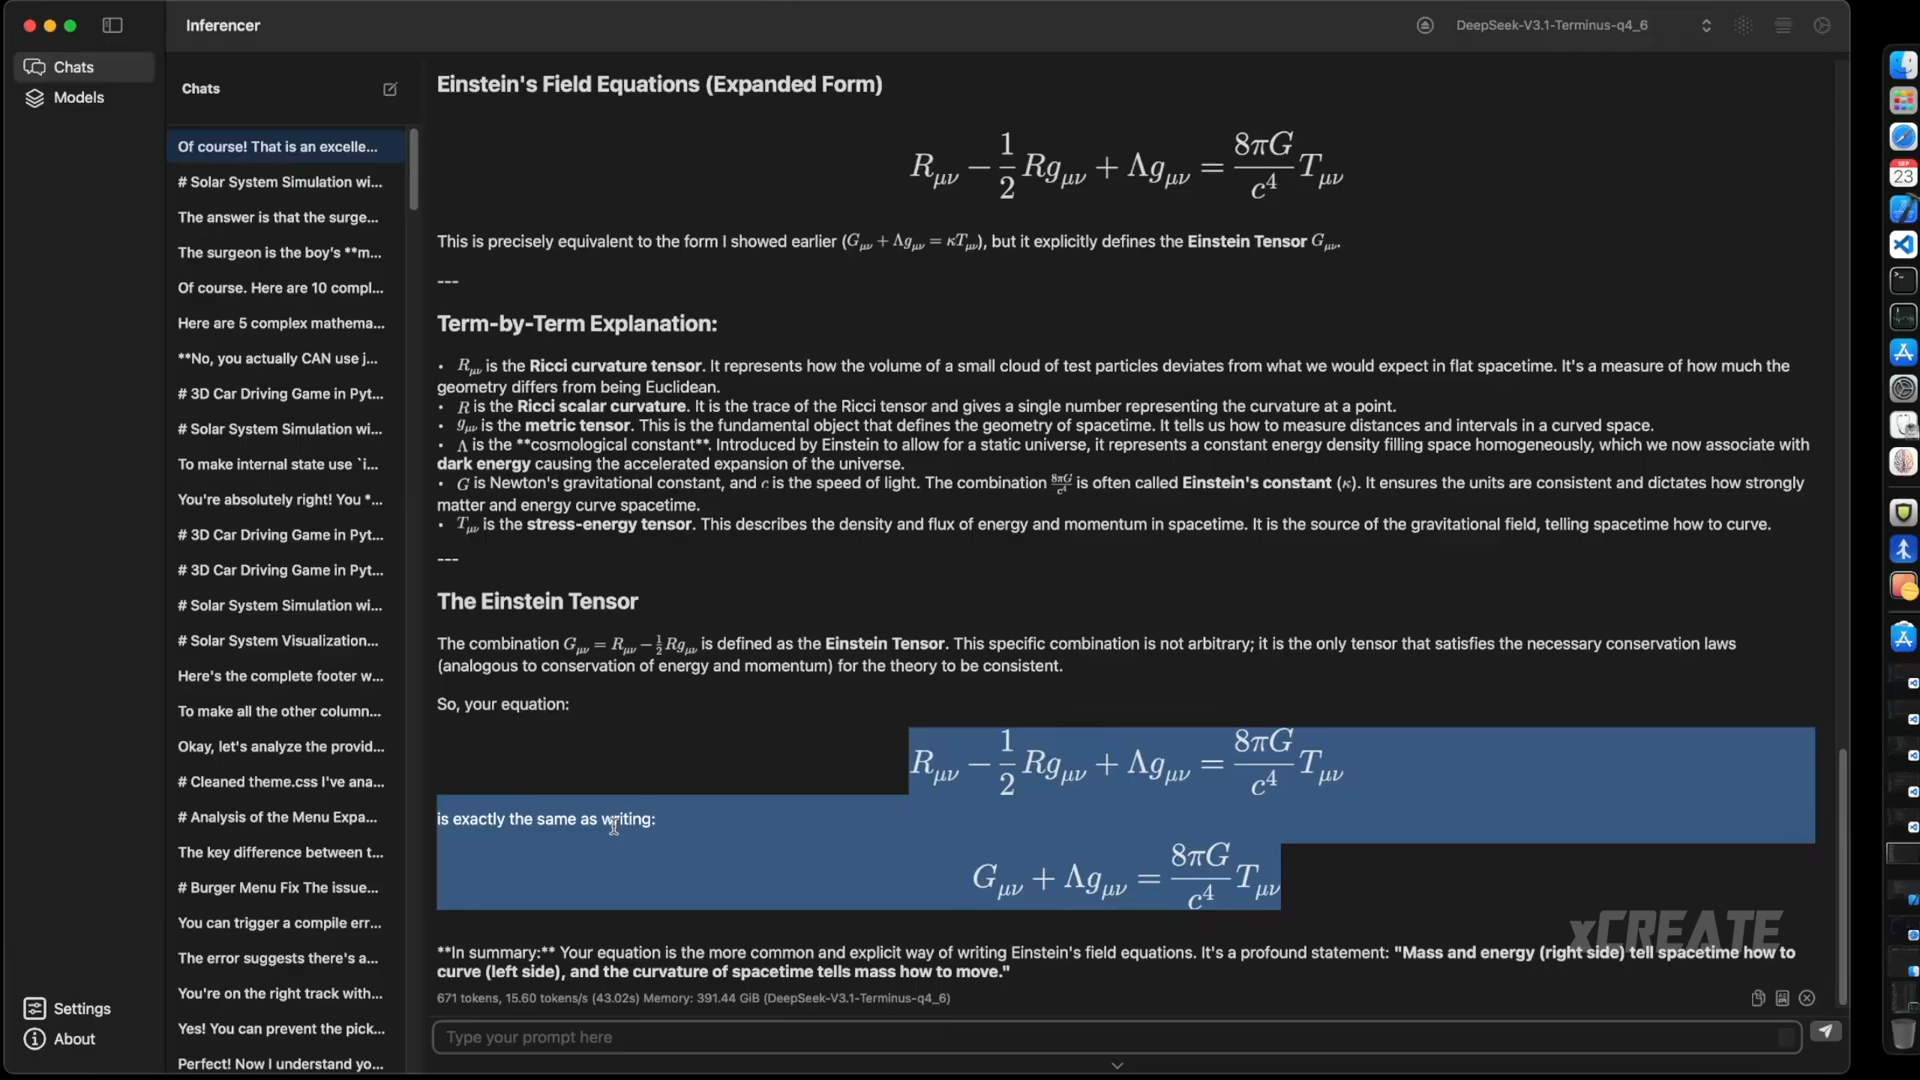 Inferencer
DeepSeek-V3.1-Terminus-q4_6
Chats
Models
Chats
Of course! That is an excelle...
# Solar System Simulation wi...
The answer is that the surge...
The surgeon is the boy's **m...
Of course. Here are 10 compl...
Here are 5 complex mathema...
**No, you actually CAN use j...
# 3D Car Driving Game in Pyt...
# Solar System Simulation wi...
To make internal state use `i...
You're absolutely right! You *...
# 3D Car Driving Game in Pyt...
# 3D Car Driving Game in Pyt...
# Solar System Simulation wi...
# Solar System Visualization...
Here's the complete footer w...
To make all the other column...
Okay, let's analyze the provid...
# Cleaned theme.css I've ana...
# Analysis of the Menu Expa...
The key difference between t...
# Burger Menu Fix The issue...
You can trigger a compile err...
The error suggests there's a...
You're on the right track with...
Yes! You can prevent the pick...
Perfect! Now I understand yo...
Settings
About
Einstein's Field Equations (Expanded Form)
R_μν − 1/2 Rg_μν + Λg_μν = 8πG/c⁴ T_μν
This is precisely equivalent to the form I showed earlier (G_μν + Λg_μν = κT_μν), but it explicitly defines the Einstein Tensor G_μν.
---
Term-by-Term Explanation:
• R_μν is the Ricci curvature tensor. It represents how the volume of a small cloud of test particles deviates from what we would expect in flat spacetime. It's a measure of how much the
geometry differs from being Euclidean.
• R is the Ricci scalar curvature. It is the trace of the Ricci tensor and gives a single number representing the curvature at a point.
• g_μν is the metric tensor. This is the fundamental object that defines the geometry of spacetime. It tells us how to measure distances and intervals in a curved space.
• Λ is the **cosmological constant**. Introduced by Einstein to allow for a static universe, it represents a constant energy density filling space homogeneously, which we now associate with
dark energy causing the accelerated expansion of the universe.
• G is Newton's gravitational constant, and c is the speed of light. The combination 8πG/c⁴ is often called Einstein's constant (κ). It ensures the units are consistent and dictates how strongly
matter and energy curve spacetime.
• T_μν is the stress-energy tensor. This describes the density and flux of energy and momentum in spacetime. It is the source of the gravitational field, telling spacetime how to curve.
---
The Einstein Tensor
The combination G_μν = R_μν − 1/2 Rg_μν is defined as the Einstein Tensor. This specific combination is not arbitrary; it is the only tensor that satisfies the necessary conservation laws
(analogous to conservation of energy and momentum) for the theory to be consistent.
So, your equation:
R_μν − 1/2 Rg_μν + Λg_μν = 8πG/c⁴ T_μν
is exactly the same as writing:
G_μν + Λg_μν = 8πG/c⁴ T_μν
xCREATE
**In summary:** Your equation is the more common and explicit way of writing Einstein's field equations. It's a profound statement: "Mass and energy (right side) tell spacetime how to
curve (left side), and the curvature of spacetime tells mass how to move."
671 tokens, 15.60 tokens/s (43.02s) Memory: 391.44 GiB (DeepSeek-V3.1-Terminus-q4_6)
Type your prompt here
SEP
23